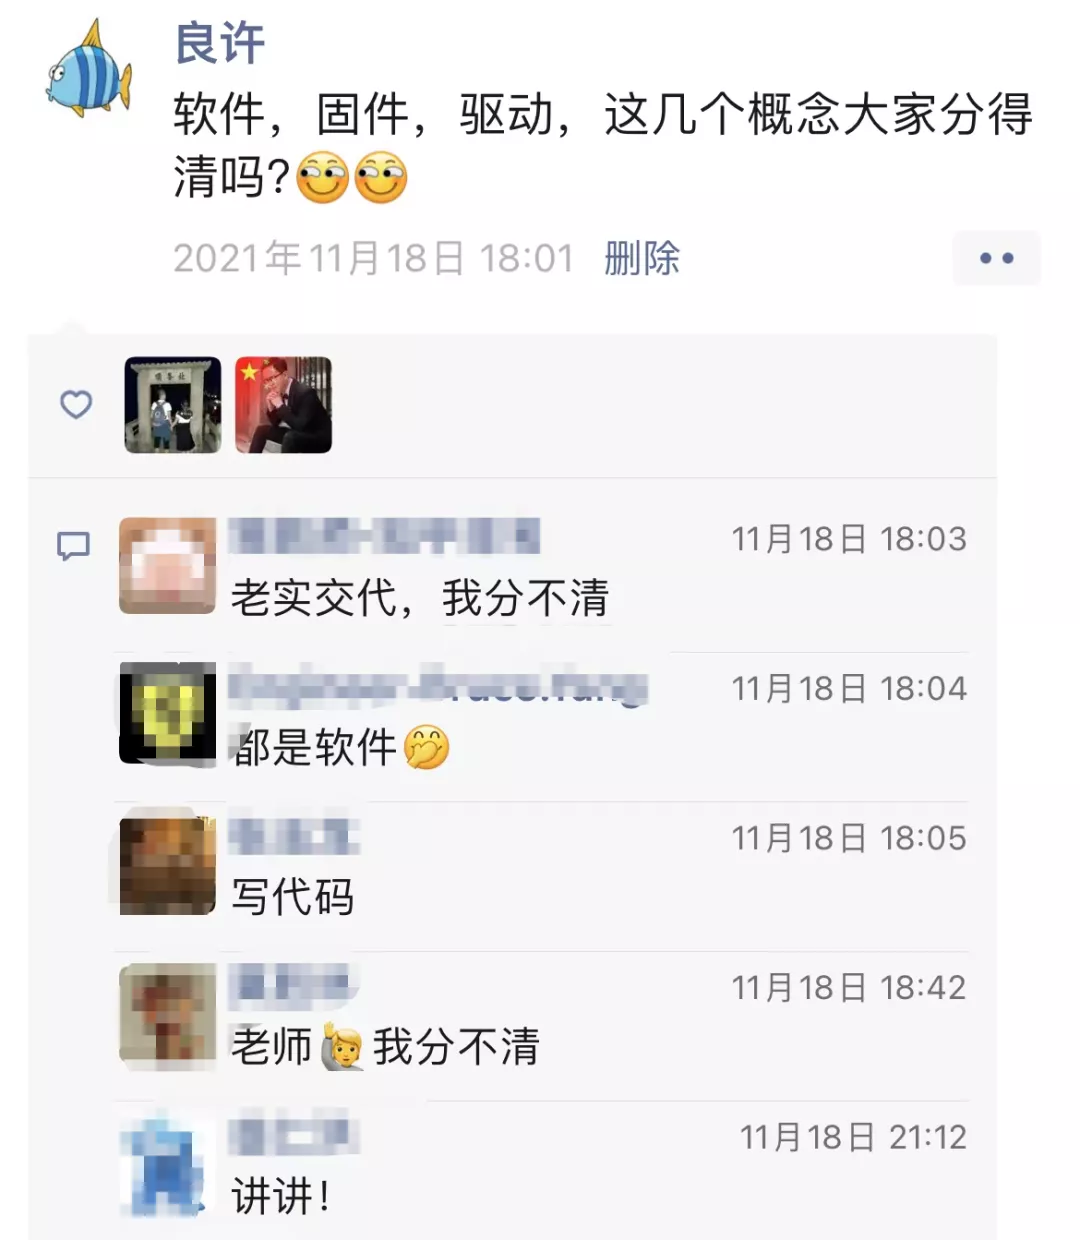 良许
软件，固件，驱动，这几个概念大家分得
清吗?
2021年11月18日 18:01 删除
11月18日 18:03
老实交代，我分不清
11月18日 18:04
都是软件
11月18日 18:05
写代码
11月18日 18:42
老师🙋我分不清
11月18日 21:12
讲讲!